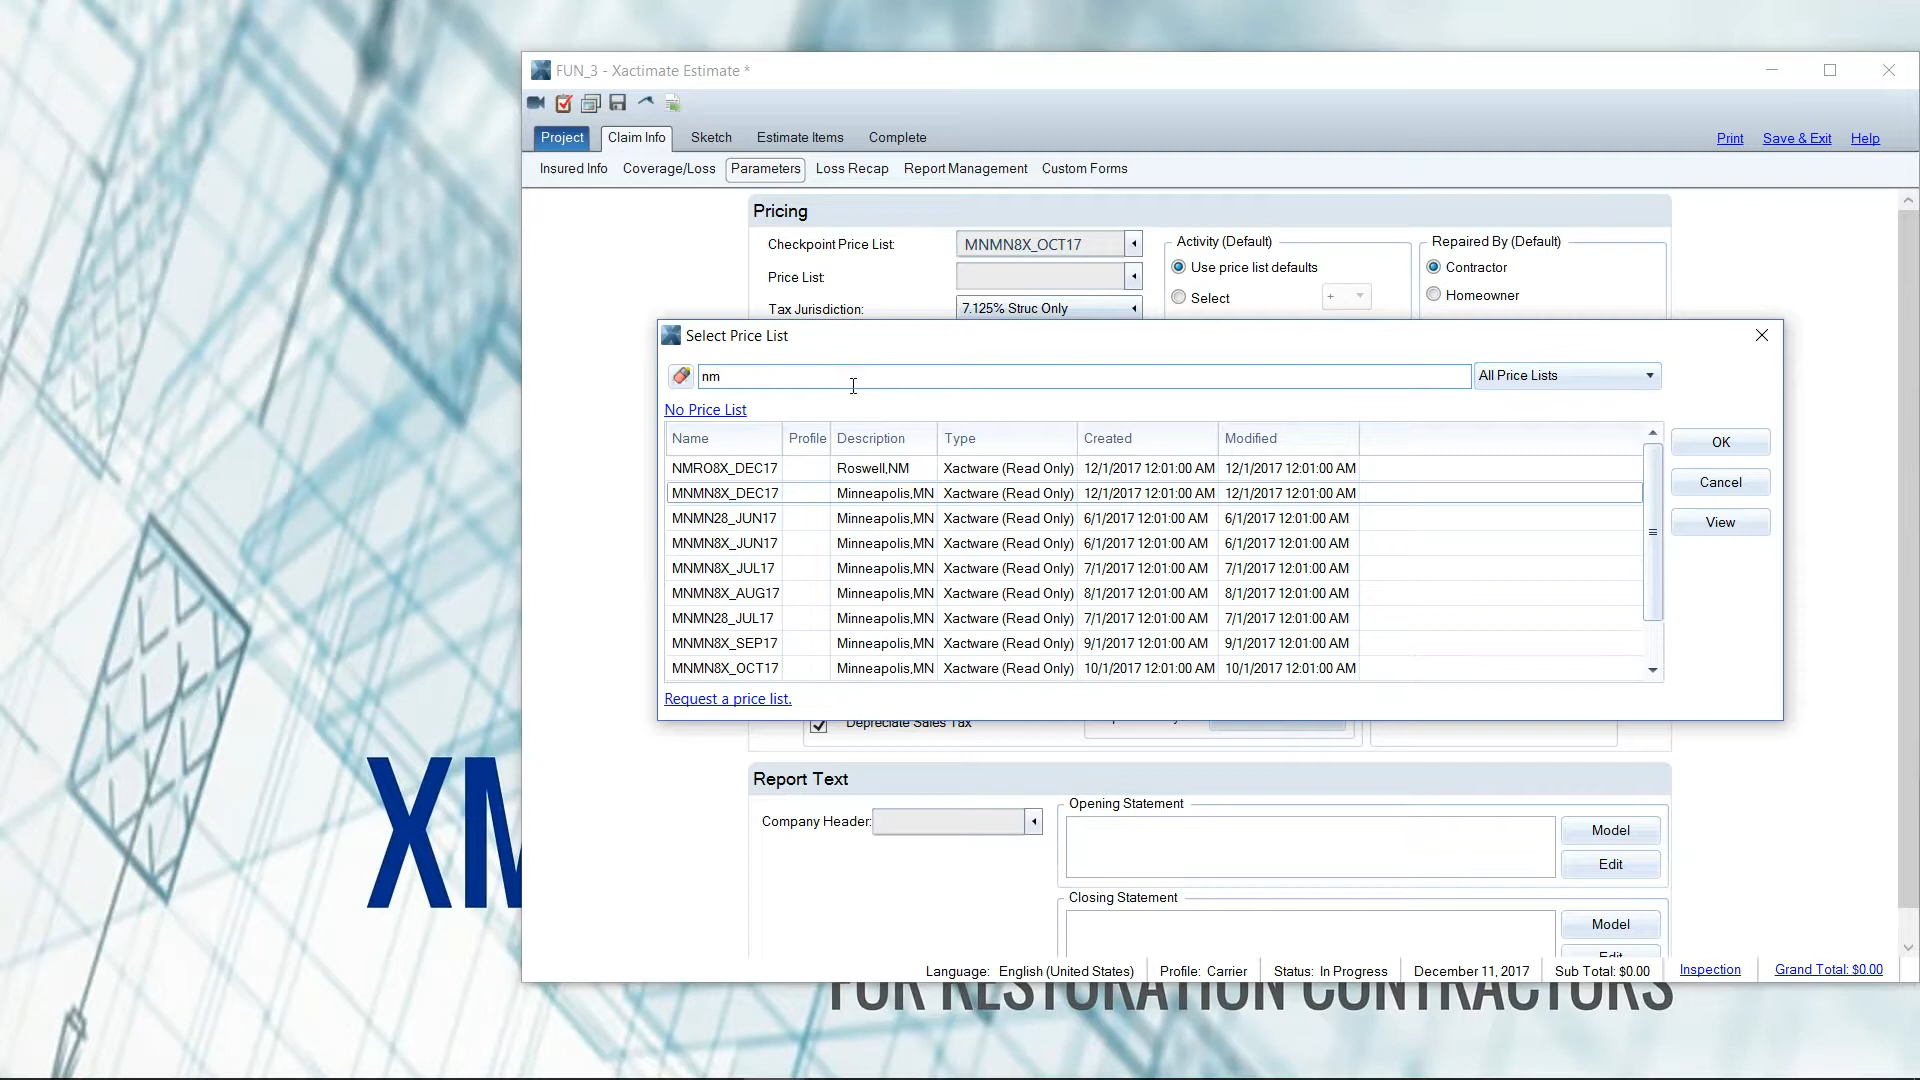 FUN_3 - Xactimate Estimate *
Project Claim Info Sketch Estimate Items Complete Print Save & Exit Help
Insured Info Coverage/Loss Parameters Loss Recap Report Management Custom Forms
Pricing
Checkpoint Price List: MNMN8X_OCT17 Activity (Default) Repaired By (Default)
Use price list defaults Contractor
Price List:
Select + Homeowner
Tax Jurisdiction: 7.125% Struc Only
Select Price List
nm All Price Lists
No Price List
Name Profile Description Type Created Modified
NMRO8X_DEC17 Roswell,NM Xactware (Read Only) 12/1/2017 12:01:00 AM 12/1/2017 12:01:00 AM
MNMN8X_DEC17 Minneapolis,MN Xactware (Read Only) 12/1/2017 12:01:00 AM 12/1/2017 12:01:00 AM
MNMN28_JUN17 Minneapolis,MN Xactware (Read Only) 6/1/2017 12:01:00 AM 6/1/2017 12:01:00 AM
MNMN8X_JUN17 Minneapolis,MN Xactware (Read Only) 6/1/2017 12:01:00 AM 6/1/2017 12:01:00 AM
MNMN8X_JUL17 Minneapolis,MN Xactware (Read Only) 7/1/2017 12:01:00 AM 7/1/2017 12:01:00 AM
MNMN8X_AUG17 Minneapolis,MN Xactware (Read Only) 8/1/2017 12:01:00 AM 8/1/2017 12:01:00 AM
MNMN28_JUL17 Minneapolis,MN Xactware (Read Only) 7/1/2017 12:01:00 AM 7/1/2017 12:01:00 AM
MNMN8X_SEP17 Minneapolis,MN Xactware (Read Only) 9/1/2017 12:01:00 AM 9/1/2017 12:01:00 AM
MNMN8X_OCT17 Minneapolis,MN Xactware (Read Only) 10/1/2017 12:01:00 AM 10/1/2017 12:01:00 AM
OK
Cancel
View
Request a price list.
Depreciate Sales Tax
Report Text
Company Header: Opening Statement
Model
Edit
Closing Statement
Model
Edit
Language: English (United States) Profile: Carrier Status: In Progress December 11, 2017 Sub Total: $0.00 Inspection Grand Total: $0.00
XM
FOR RESTORATION CONTRACTORS